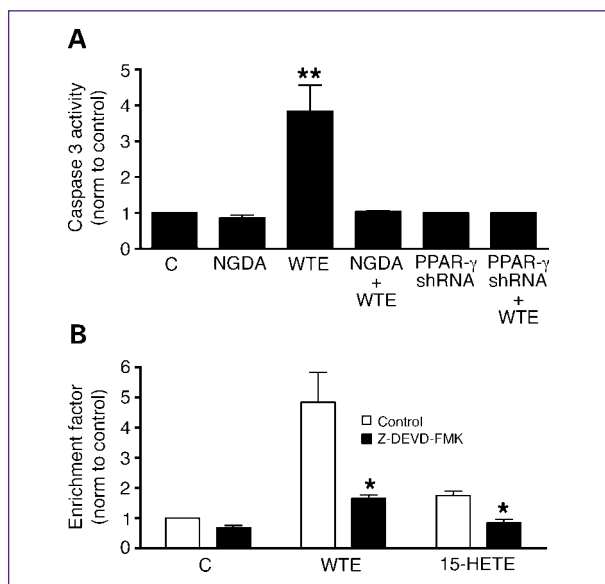 A
Caspase 3 activity
(norm to control)
5
4
3
2
1
0
**
C
NGDA
WTE
NGDA
+
WTE
PPAR-γ
shRNA
PPAR-γ
shRNA
+
WTE
B
Enrichment factor
(norm to control)
6
5
4
3
2
1
0
Control
Z-DEVD-FMK
*
*
C
WTE
15-HETE